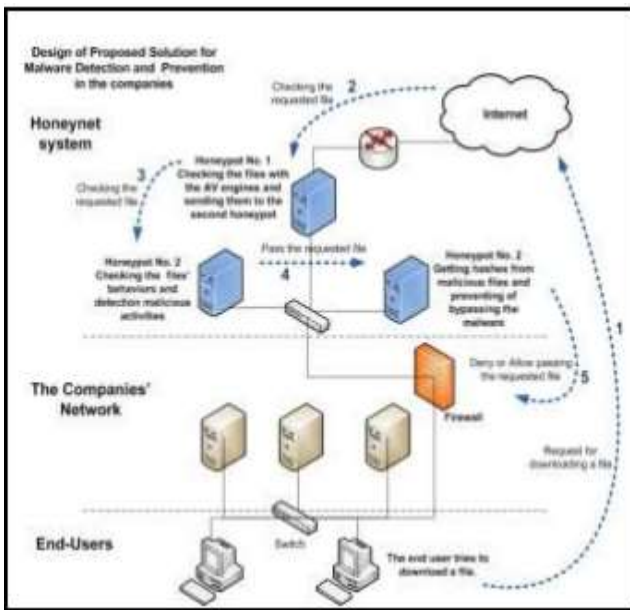 Design of Proposed Solution for
Malware Detection and Prevention
in the companies
Honeynet
system
Checking the
requested file
2
Internet
3
Checking the
requested file
Honeypot No. 1
Checking the files with
the AV engines and
sending them to the
second honeypot
Honeypot No. 2
Checking the files'
behaviors and
detection malicious
activities
Pass the requested file
4
Honeypot No. 2
Getting hashes from
malicious files and
preventing of
bypassing the
malware
1
Deny or Allow passing
the requested file
5
The Companies'
Network
Firewall
Request for
downloading a file
End-Users
Switch
The end user tries to
download a file.